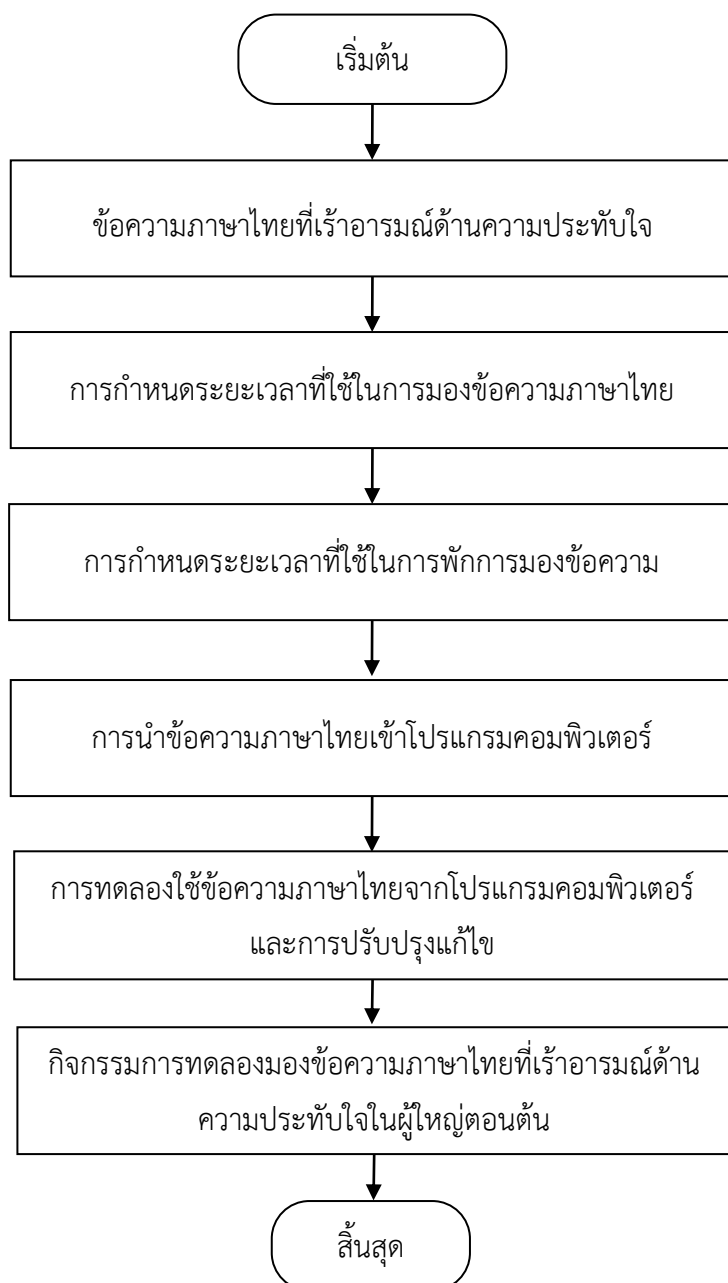 เริ่มต้น
ข้อความภาษาไทยที่เร้าอารมณ์ด้านความประทับใจ
การกำหนดระยะเวลาที่ใช้ในการมองข้อความภาษาไทย
การกำหนดระยะเวลาที่ใช้ในการพักการมองข้อความ
การนำข้อความภาษาไทยเข้าโปรแกรมคอมพิวเตอร์
การทดลองใช้ข้อความภาษาไทยจากโปรแกรมคอมพิวเตอร์
และการปรับปรุงแก้ไข
กิจกรรมการทดลองมองข้อความภาษาไทยที่เร้าอารมณ์ด้าน
ความประทับใจในผู้ใหญ่ตอนต้น
สิ้นสุด